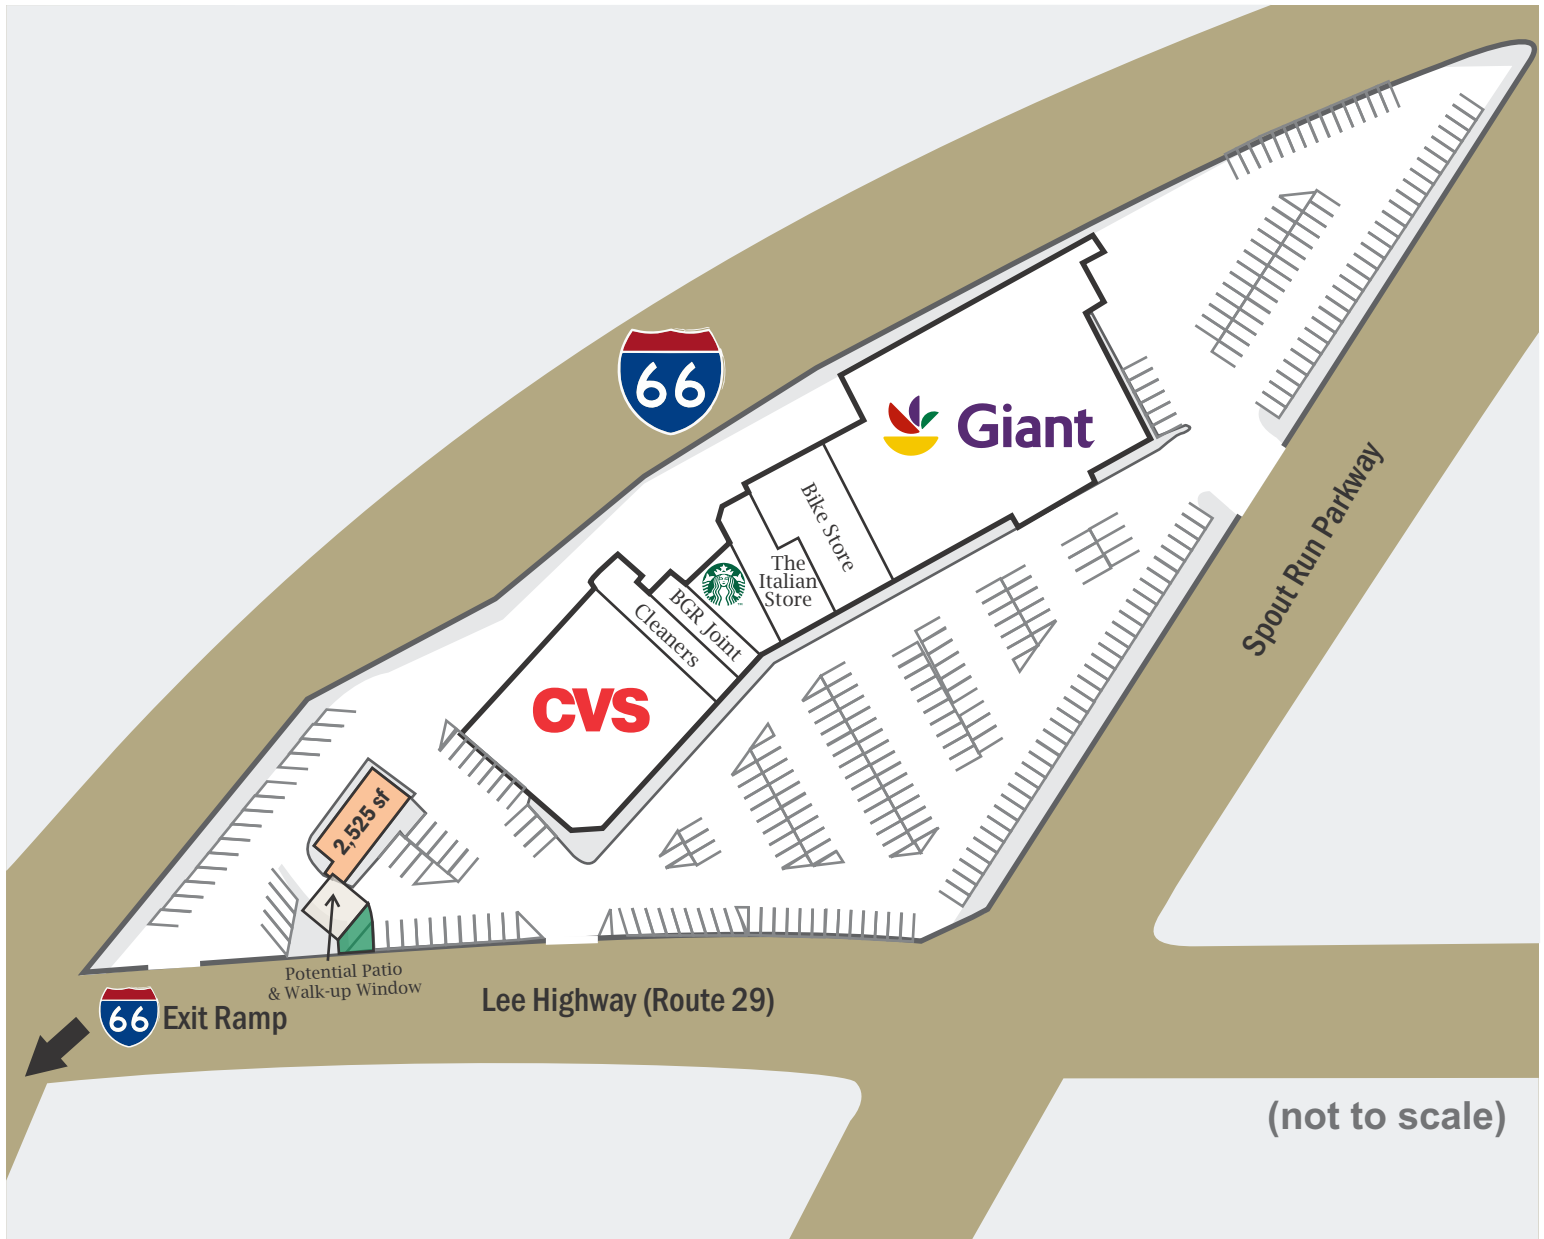 66
Giant
Bike Store
The
Italian
Store
BGR Joint
Cleaners
CVS
Spout Run Parkway
2,525 sf
Potential Patio
& Walk-up Window
66 Exit Ramp
Lee Highway (Route 29)
(not to scale)